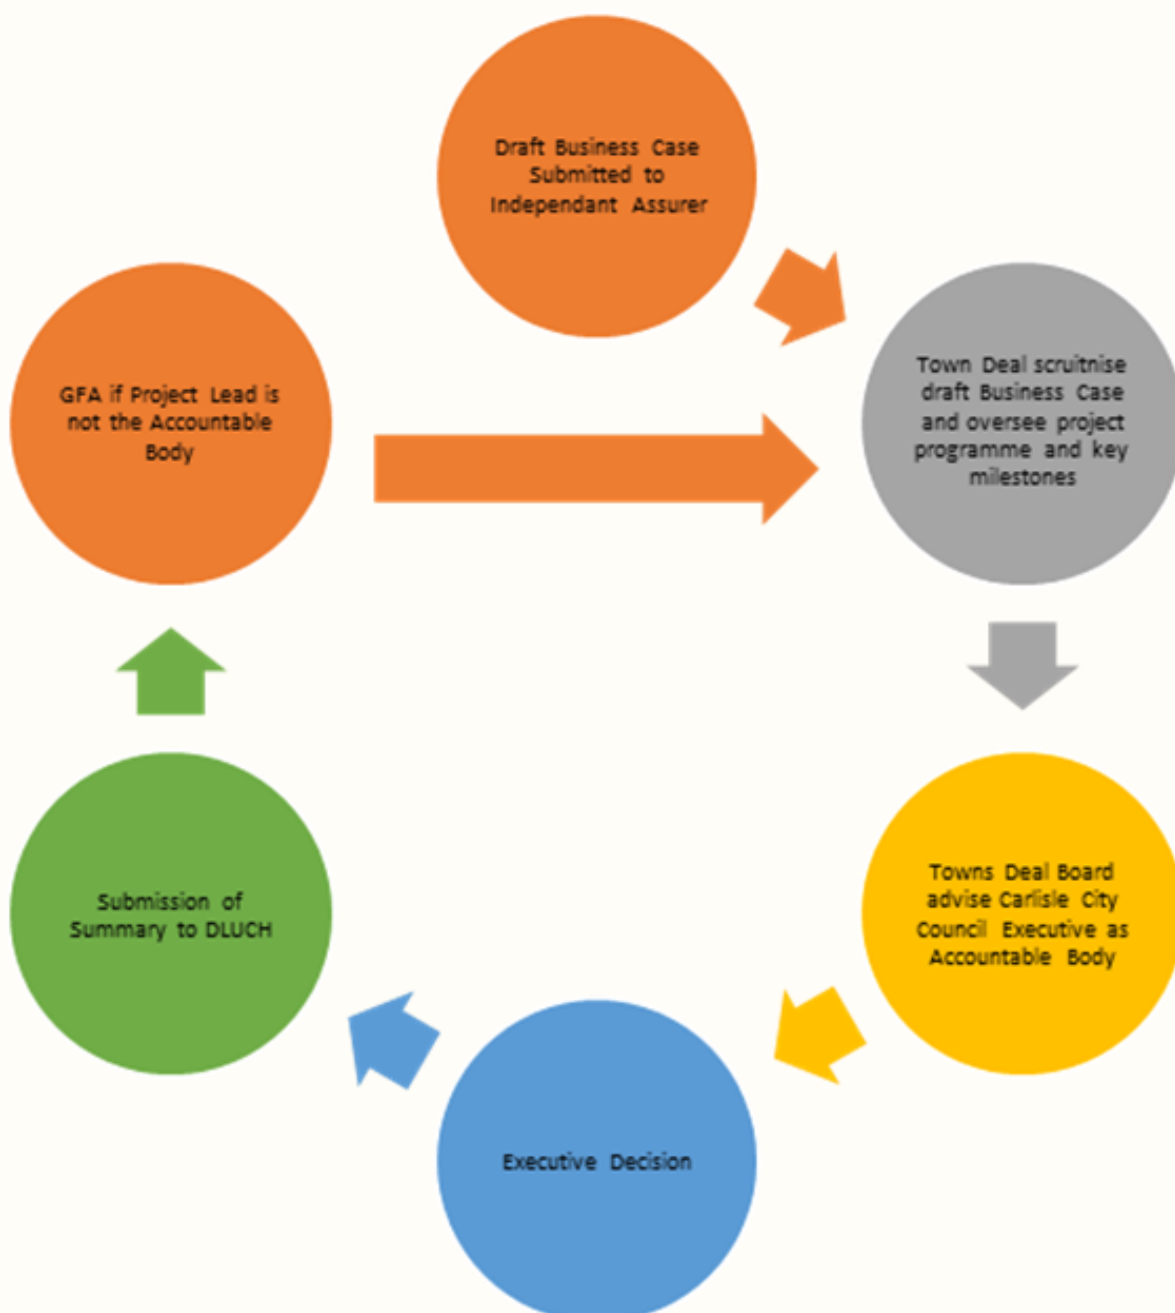 Draft Business Case
Submitted to
Independant Assurer
Town Deal scruitnise
draft Business Case
and oversee project
programme and key
milestones
Towns Deal Board
advise Carlisle City
Council Executive as
Accountable Body
Executive Decision
Submission of
Summary to DLUCH
GFA if Project Lead is
not the Accountable
Body